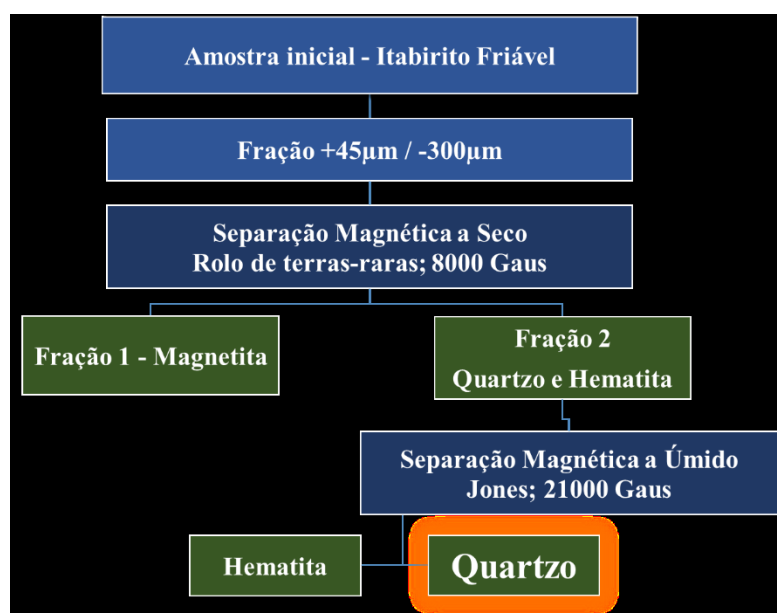 Amostra inicial - Itabirito Friável
Fração +45µm / -300µm
Separação Magnética a Seco
Rolo de terras-raras; 8000 Gaus
Fração 1 - Magnetita
Fração 2
Quartzo e Hematita
Separação Magnética a Úmido
Jones; 21000 Gaus
Hematita
Quartzo